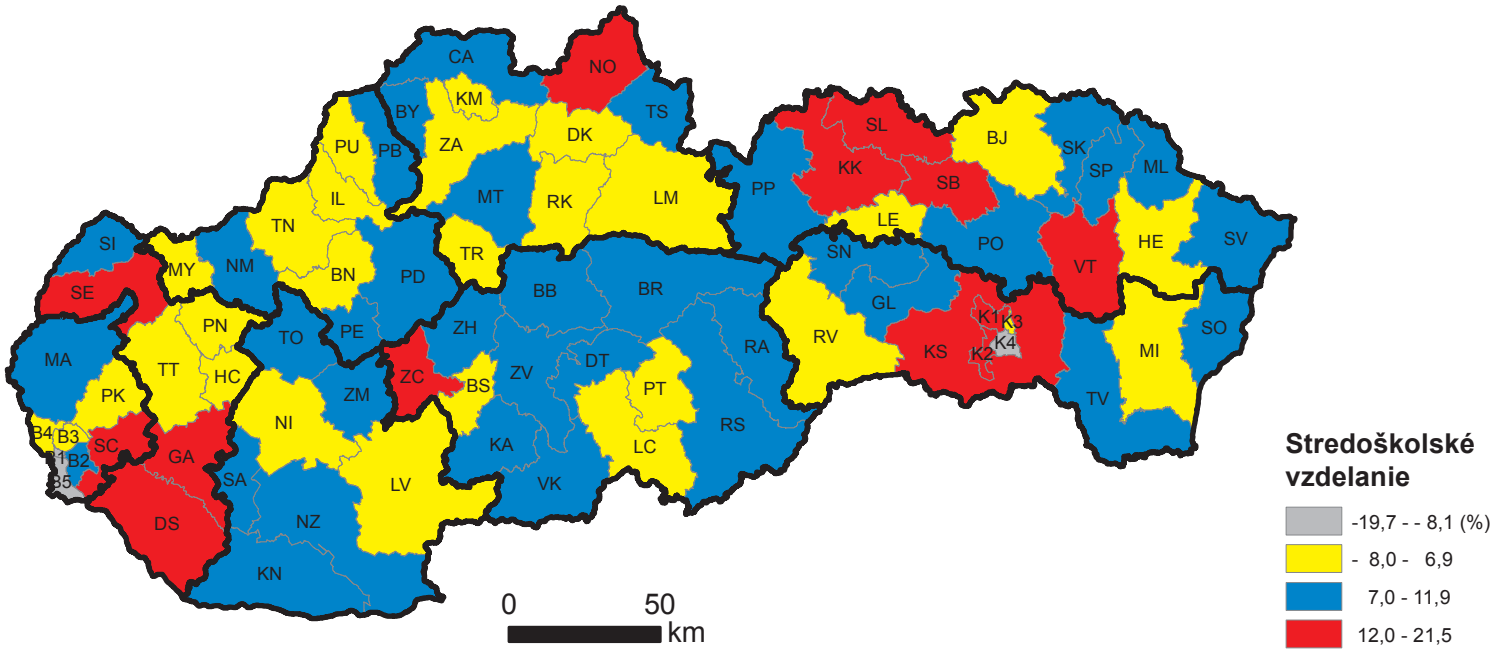 CA
NO
BY
KM
TS
PU
PB
ZA
DK
SL
BJ
SK
SP
ML
KK
PP
SB
IL
MT
RK
LM
TN
LE
SI
MY
NM
BN
TR
PD
SN
PO
HE
SV
VT
SE
BB
BR
GL
PN
TO
PE
ZH
K1
K3
SO
MA
TT
HC
ZC
ZV
DT
RA
RV
KS
K2
K4
MI
PK
ZM
BS
PT
TV
B4
B3
SC
NI
RS
B2
GA
KA
LC
B5
SA
LV
VK
DS
NZ
KN
0 50
km
Stredoškolské
vzdelanie
-19,7 - - 8,1 (%)
- 8,0 - 6,9
7,0 - 11,9
12,0 - 21,5